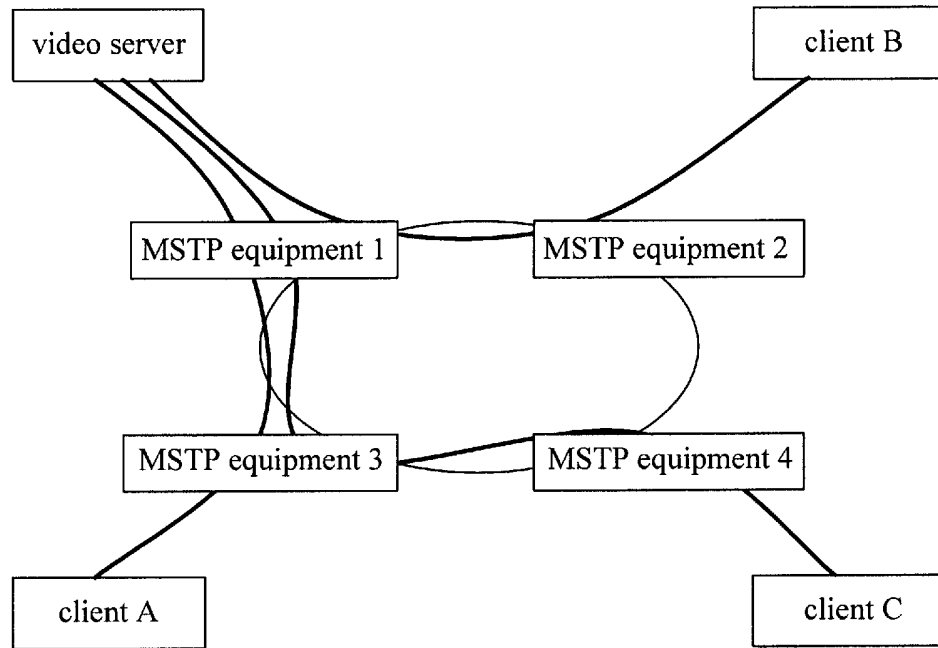 video server
client B
MSTP equipment 1
MSTP equipment 2
MSTP equipment 3
MSTP equipment 4
client A
client C